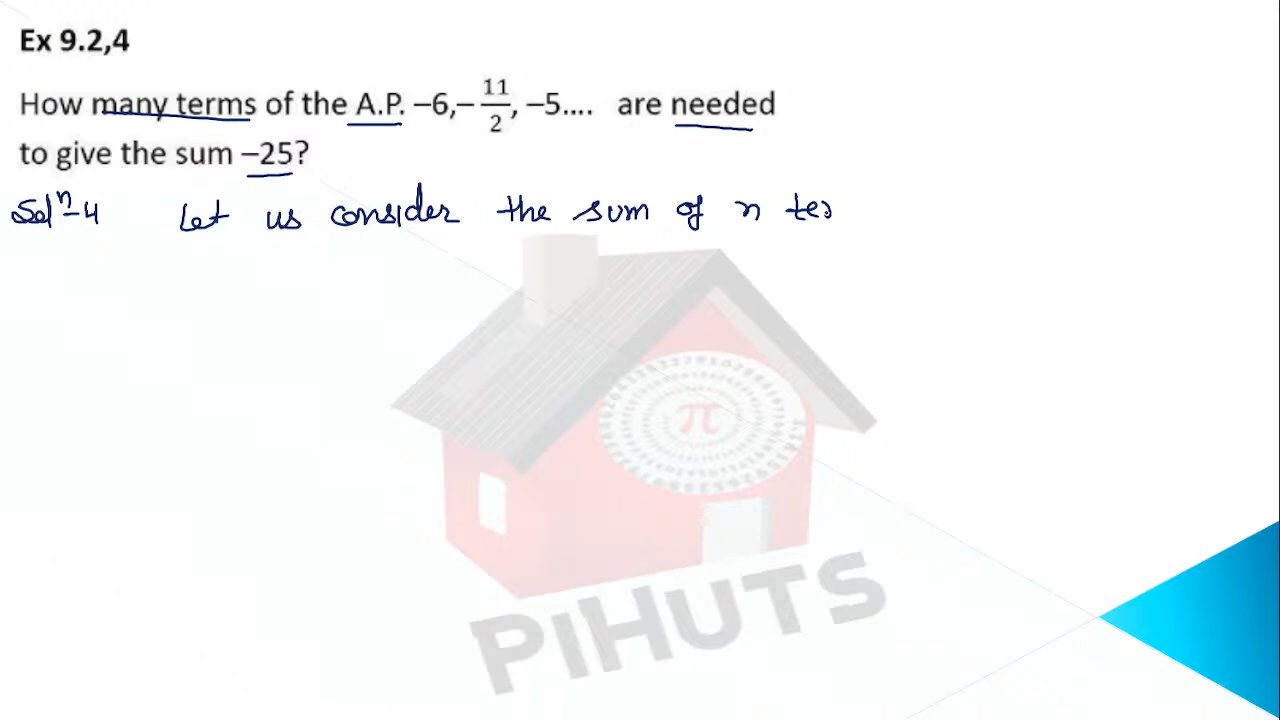 Ex 9.2,4
How many terms of the A.P. –6,– 11/2, –5.... are needed
to give the sum –25?
Solⁿ-4 Let us consider the sum of n te
π
PIHUTS